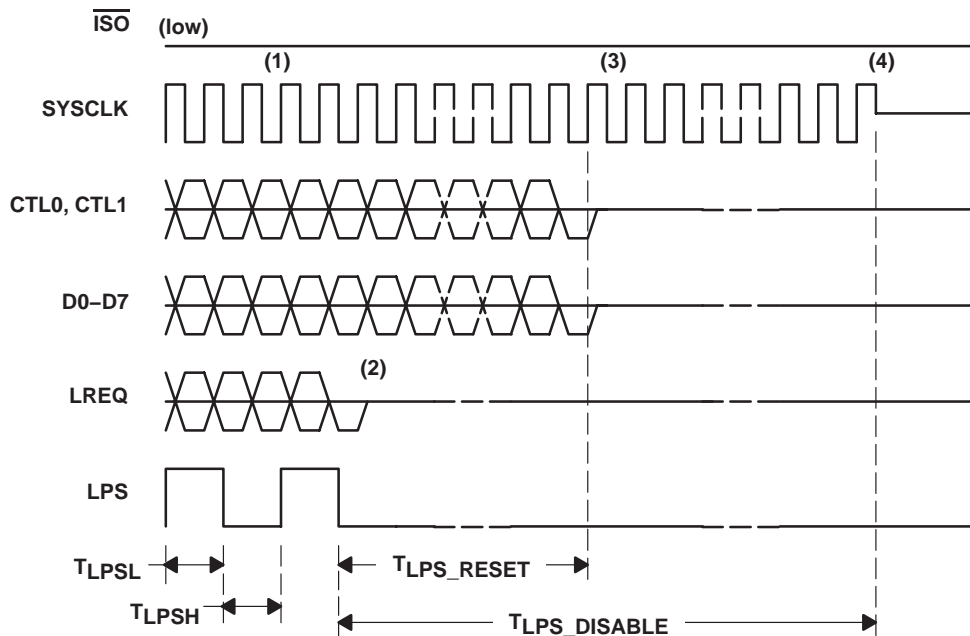 ISO (low)
(1) (3) (4)
SYSCLK
CTL0, CTL1
D0–D7
(2)
LREQ
LPS
TLPSL TLPS_RESET
TLPSH TLPS_DISABLE